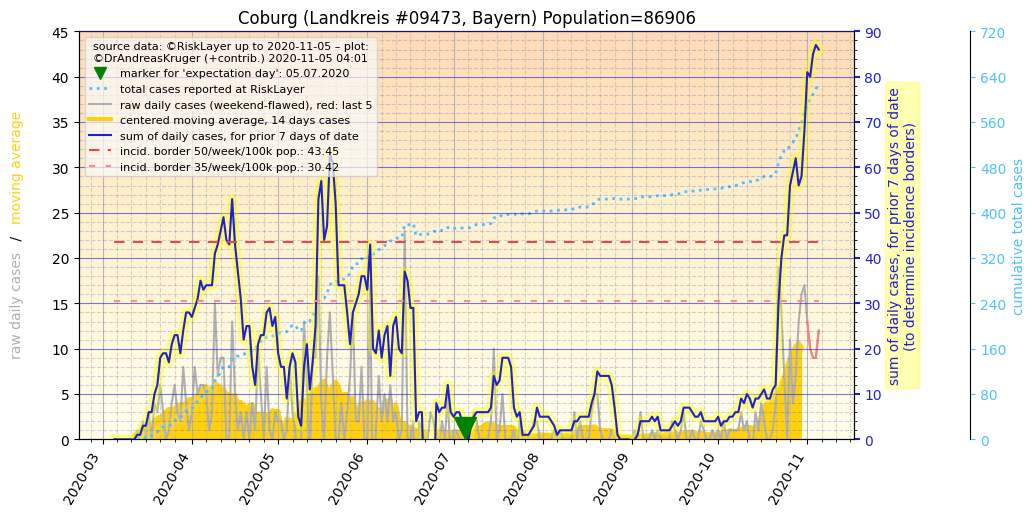 Coburg (Landkreis #09473, Bayern) Population=86906
source data: ©RiskLayer up to 2020-11-05 – plot:
©DrAndreasKruger (+contrib.) 2020-11-05 04:01
marker for 'expectation day': 05.07.2020
total cases reported at RiskLayer
raw daily cases (weekend-flawed), red: last 5
centered moving average, 14 days cases
sum of daily cases, for prior 7 days of date
incid. border 50/week/100k pop.: 43.45
incid. border 35/week/100k pop.: 30.42
raw daily cases / moving average
45
40
35
30
25
20
15
10
5
0
2020-03
2020-04
2020-05
2020-06
2020-07
2020-08
2020-09
2020-10
2020-11
90
80
70
60
50
40
30
20
10
0
sum of daily cases, for prior 7 days of date
(to determine incidence borders)
720
640
560
480
400
320
240
160
80
0
cumulative total cases